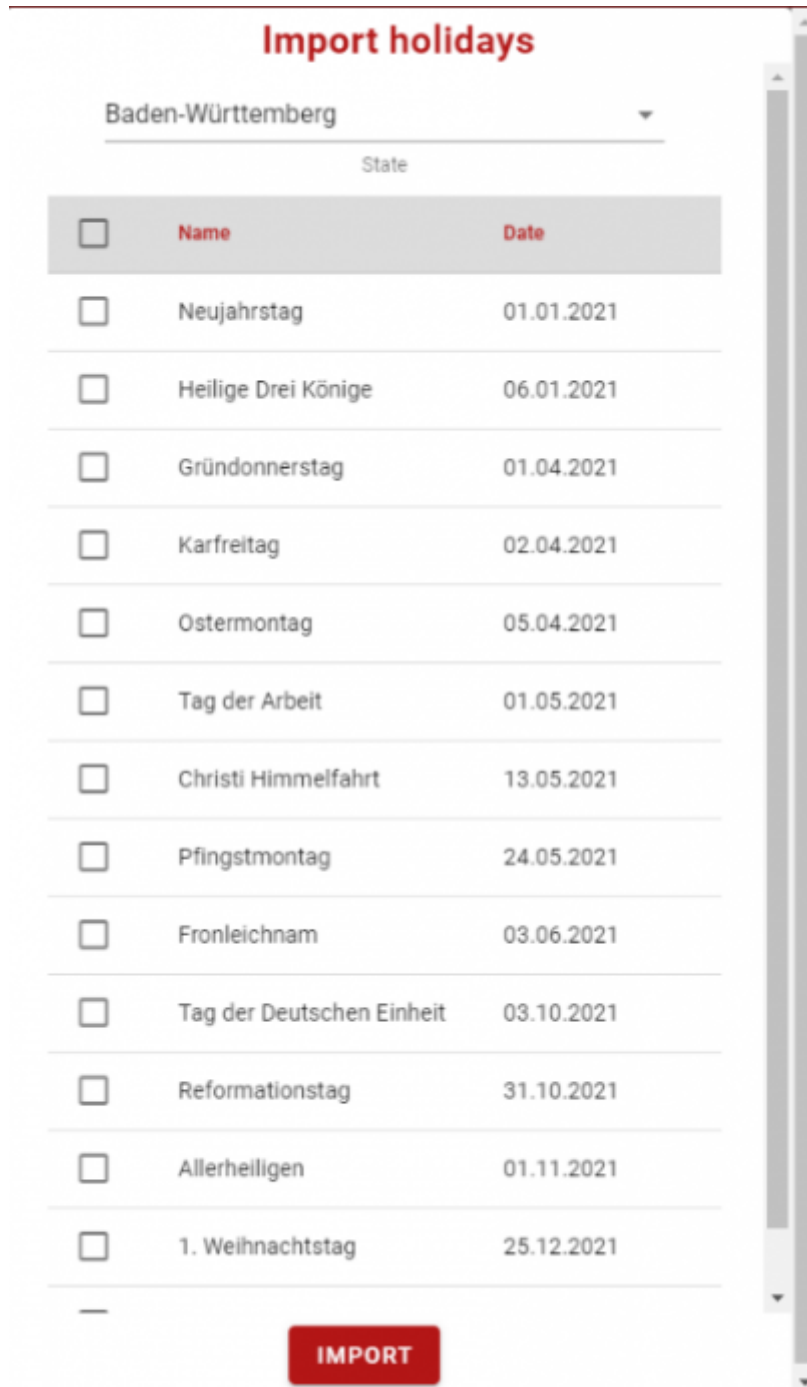 Import holidays
Baden-Württemberg
State
Name Date
Neujahrstag 01.01.2021
Heilige Drei Könige 06.01.2021
Gründonnerstag 01.04.2021
Karfreitag 02.04.2021
Ostermontag 05.04.2021
Tag der Arbeit 01.05.2021
Christi Himmelfahrt 13.05.2021
Pfingstmontag 24.05.2021
Fronleichnam 03.06.2021
Tag der Deutschen Einheit 03.10.2021
Reformationstag 31.10.2021
Allerheiligen 01.11.2021
1. Weihnachtstag 25.12.2021
IMPORT